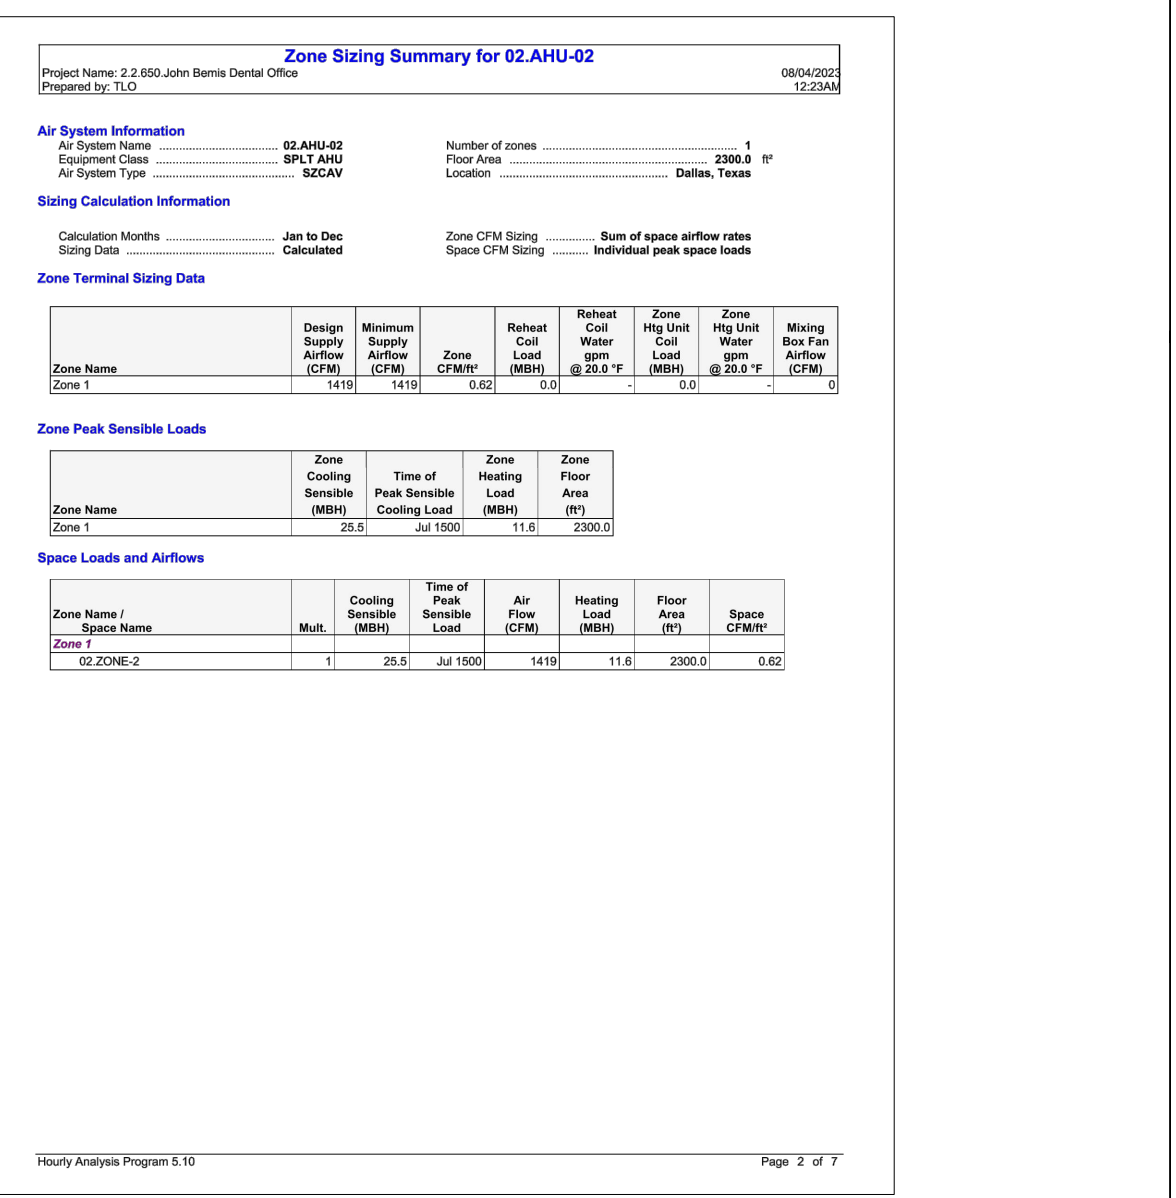 Zone Sizing Summary for 02.AHU-02
Project Name: 2.2.650.John Bemis Dental Office 08/04/2023
Prepared by: TLO 12:23AM
Air System Information
Air System Name .................................... 02.AHU-02 Number of zones ........................................................... 1
Equipment Class ..................................... SPLT AHU Floor Area ............................................................ 2300.0 ft²
Air System Type ........................................... SZCAV Location ................................................... Dallas, Texas
Sizing Calculation Information
Calculation Months ................................. Jan to Dec Zone CFM Sizing ............... Sum of space airflow rates
Sizing Data ............................................. Calculated Space CFM Sizing ........... Individual peak space loads
Zone Terminal Sizing Data
Reheat Zone Zone
Design Minimum Reheat Coil Htg Unit Htg Unit Mixing
Supply Supply Coil Water Coil Water Box Fan
Airflow Airflow Zone Load gpm Load gpm Airflow
Zone Name (CFM) (CFM) CFM/ft² (MBH) @ 20.0 °F (MBH) @ 20.0 °F (CFM)
Zone 1 1419 1419 0.62 0.0 - 0.0 - 0
Zone Peak Sensible Loads
Zone Zone Zone
Cooling Time of Heating Floor
Sensible Peak Sensible Load Area
Zone Name (MBH) Cooling Load (MBH) (ft²)
Zone 1 25.5 Jul 1500 11.6 2300.0
Space Loads and Airflows
Time of
Cooling Peak Air Heating Floor
Zone Name / Sensible Sensible Flow Load Area Space
Space Name Mult. (MBH) Load (CFM) (MBH) (ft²) CFM/ft²
Zone 1
02.ZONE-2 1 25.5 Jul 1500 1419 11.6 2300.0 0.62
Hourly Analysis Program 5.10 Page 2 of 7